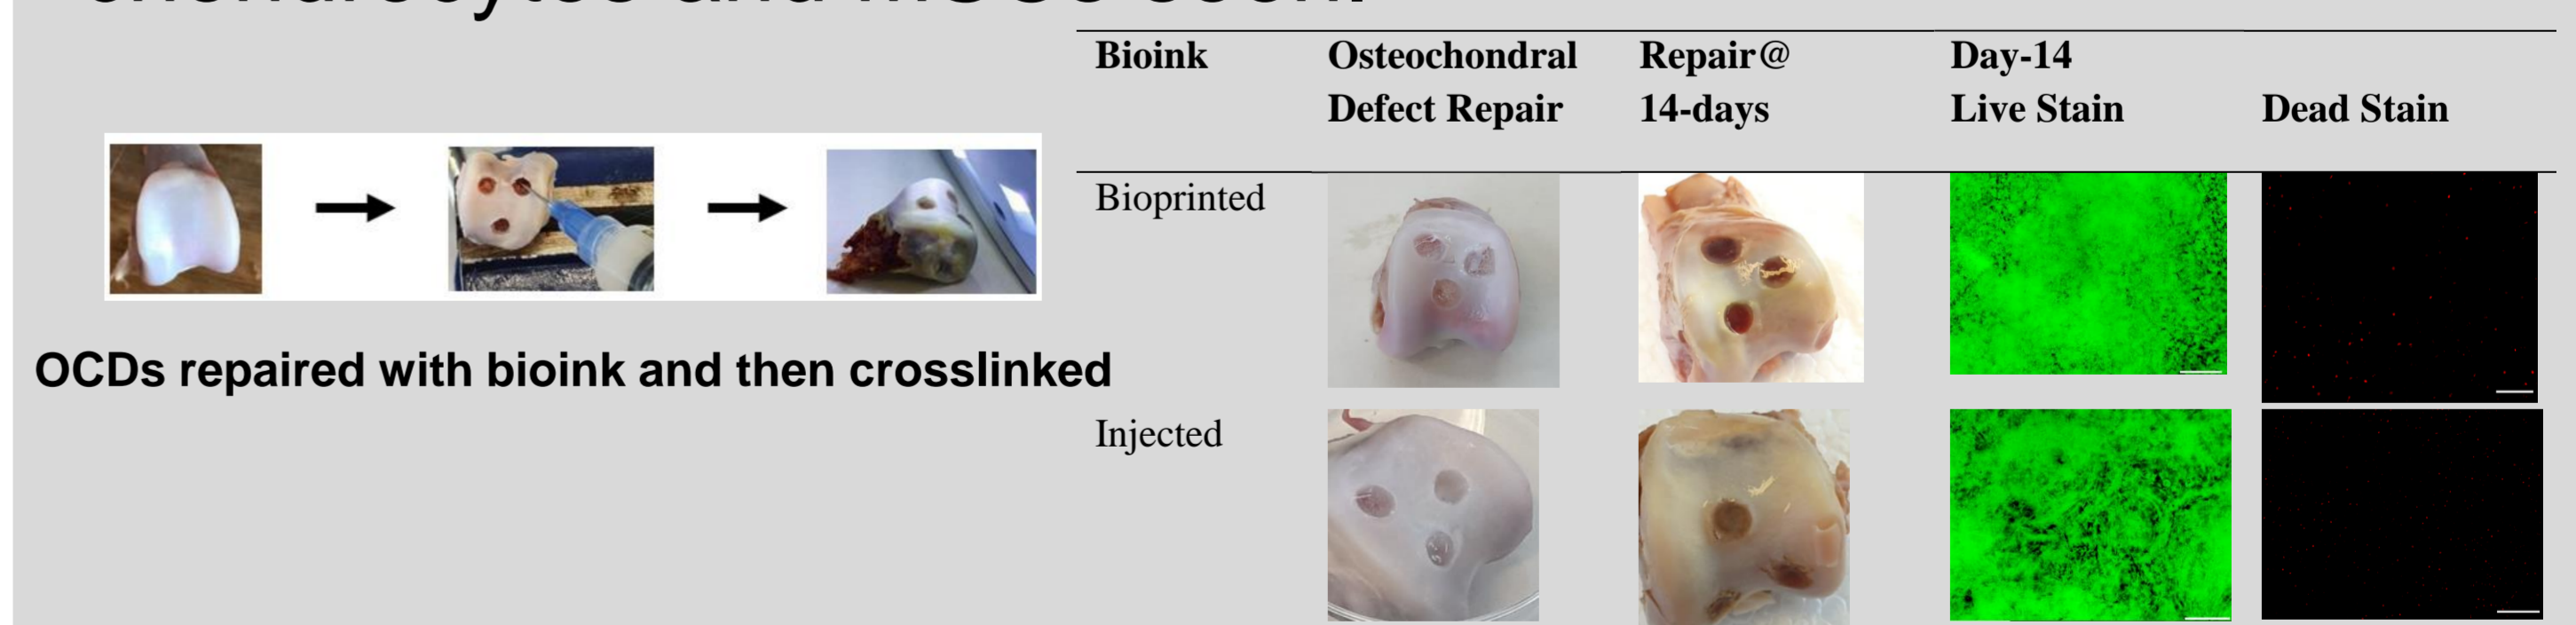 OCDs repaired with bioink and then crosslinked
Bioink
Osteochondral
Defect Repair
Repair@
14-days
Day-14
Live Stain
Dead Stain
Bioprinted
Injected